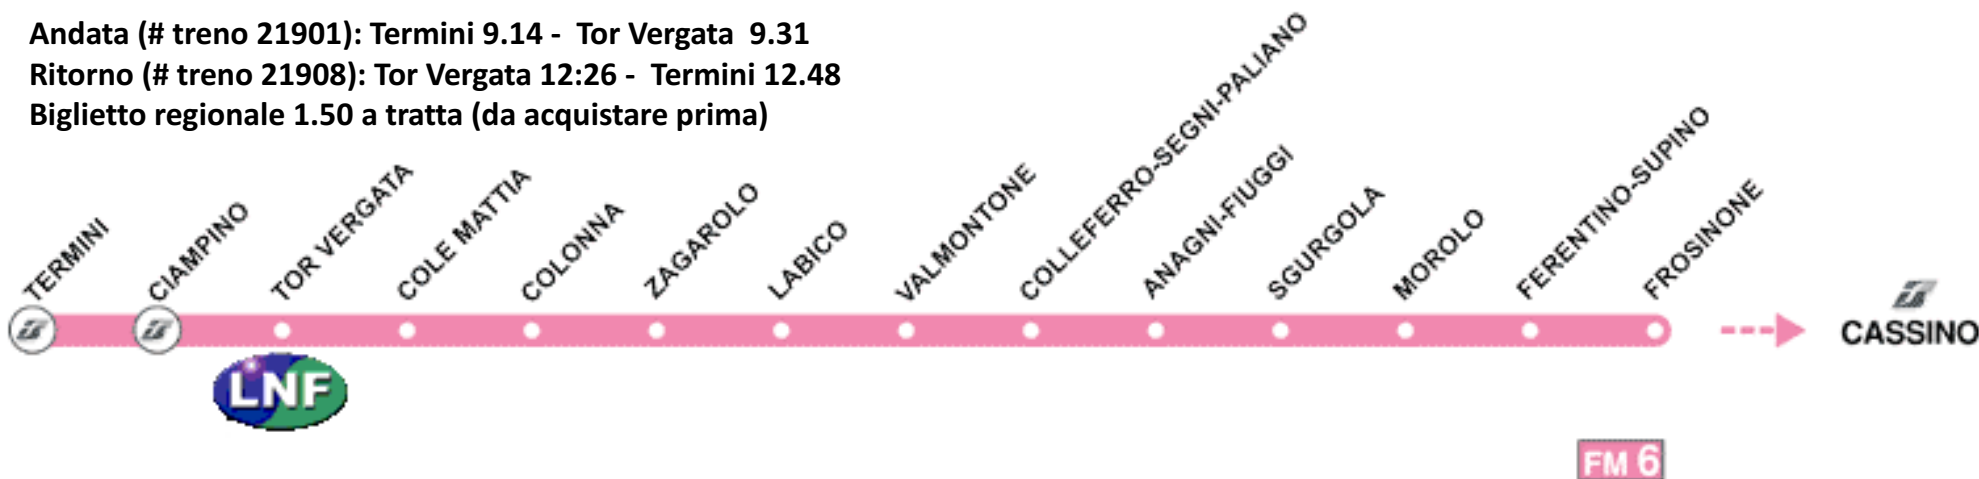 Andata (# treno 21901): Termini 9.14 - Tor Vergata 9.31
Ritorno (# treno 21908): Tor Vergata 12:26 - Termini 12.48
Biglietto regionale 1.50 a tratta (da acquistare prima)
TERMINI
CIAMPINO
TOR VERGATA
COLE MATTIA
COLONNA
ZAGAROLO
LABICO
VALMONTONE
COLLEFERRO-SEGNI-PALIANO
ANAGNI-FIUGGI
SGURGOLA
MOROLO
FERENTINO-SUPINO
FROSINONE
CASSINO
LNF
FM 6